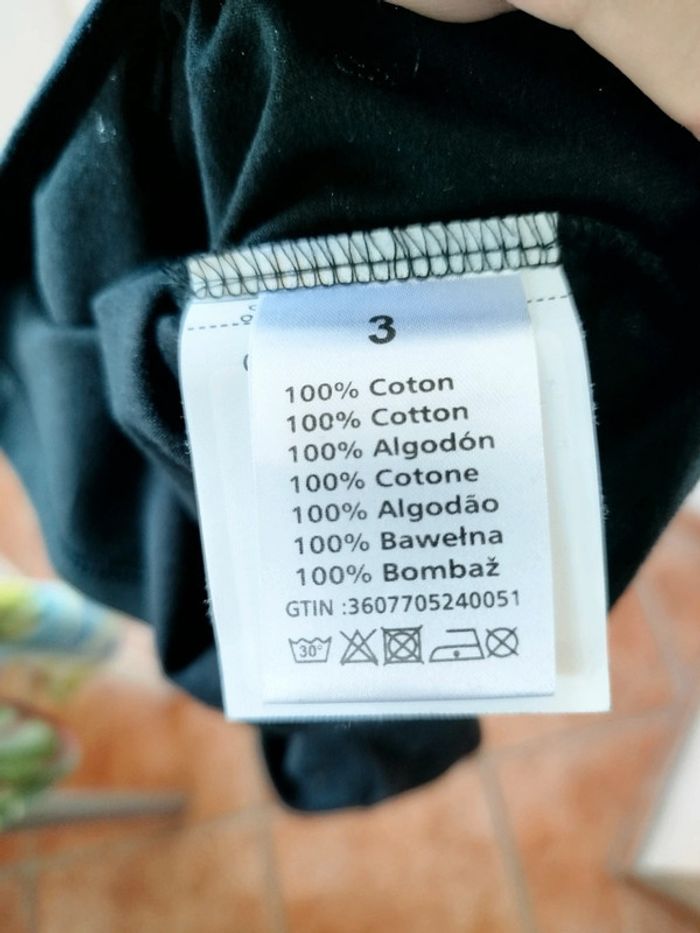 3
100% Coton
100% Cotton
100% Algodón
100% Cotone
100% Algodão
100% Bawełna
100% Bombaž
GTIN :3607705240051
30°